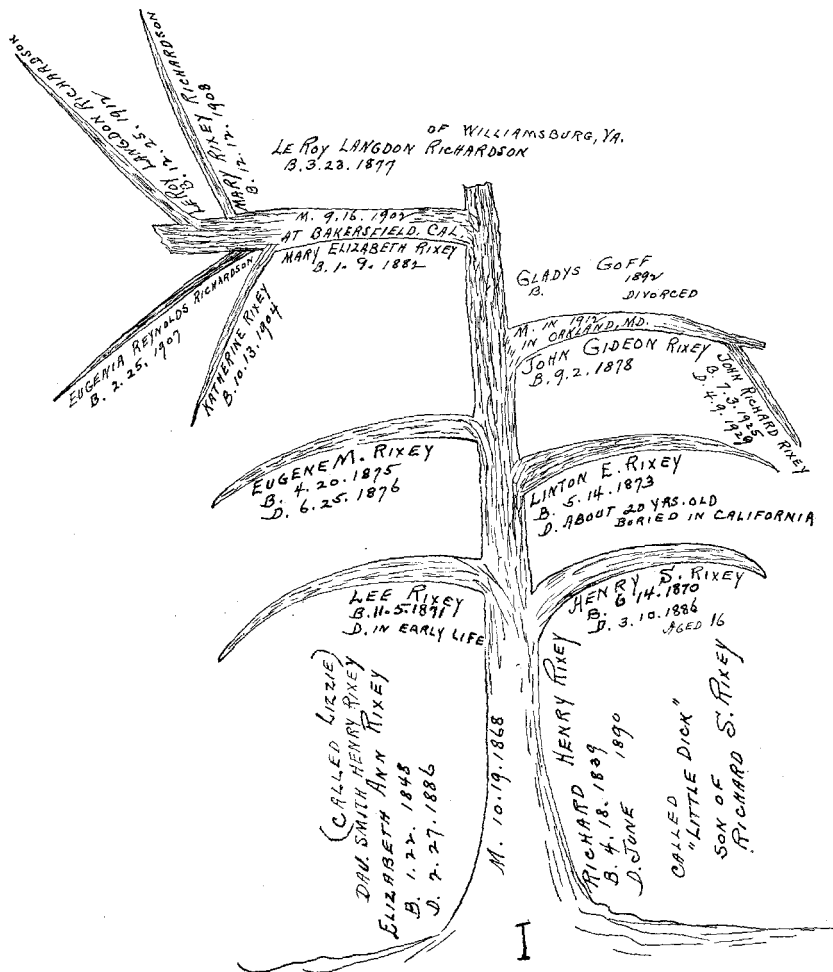 LEROY LANGDON RICHARDSON
B. 12. 25. 1912
MARY RIXEY RICHARDSON
B. 12. 12. 1908
OF WILLIAMSBURG, VA.
LE ROY LANGDON RICHARDSON
B. 3. 23. 1877
M. 9. 16. 1902
AT BAKERSFIELD, CAL.
MARY ELIZABETH RIXEY
B. 1. 9. 1882
EUGENIA REYNOLDS RICHARDSON
B. 2. 25. 1907
KATHERINE RIXEY
B. 10. 13. 1904
GLADYS GOFF
B. 1892
DIVORCED
M. IN 1912
IN OAKLAND, MD.
JOHN GIDEON RIXEY
B. 9. 2. 1878
JOHN RICHARD RIXEY
B. 7. 3. 1925
D. 4. 9. 1929
EUGENE M. RIXEY
B. 4. 20. 1875
D. 6. 25. 1876
LINTON E. RIXEY
B. 5. 14. 1873
D. ABOUT 20 YRS. OLD
BORIED IN CALIFORNIA
LEE RIXEY
B. 11. 5. 1871
D. IN EARLY LIFE
HENRY S. RIXEY
B. 6 14. 1870
D. 3. 10. 1886
AGED 16
(CALLED LIZZIE)
DAU. SMITH HENRY RIXEY
ELIZABETH ANN RIXEY
B. 1. 22. 1848
D. 2. 27. 1886
M. 10. 19. 1868
RICHARD HENRY RIXEY
B. 4. 18. 1839
D. JUNE 1890
CALLED
"LITTLE DICK"
SON OF
RICHARD S. RIXEY
I